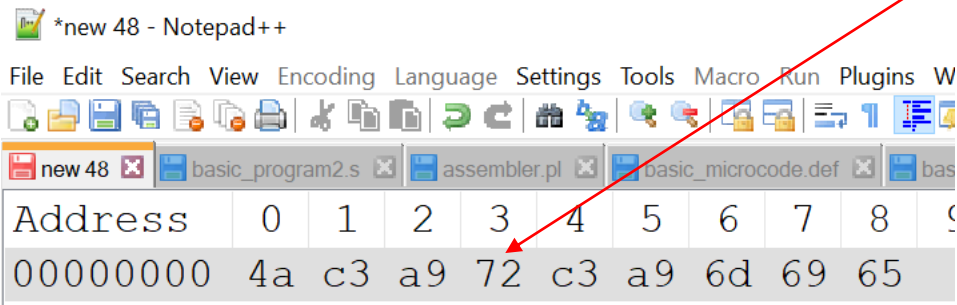 *new 48 - Notepad++
File Edit Search View Encoding Language Settings Tools Macro Run Plugins W
new 48 basic_program2.s assembler.pl basic_microcode.def bas
Address 0 1 2 3 4 5 6 7 8 9
00000000 4a c3 a9 72 c3 a9 6d 69 65